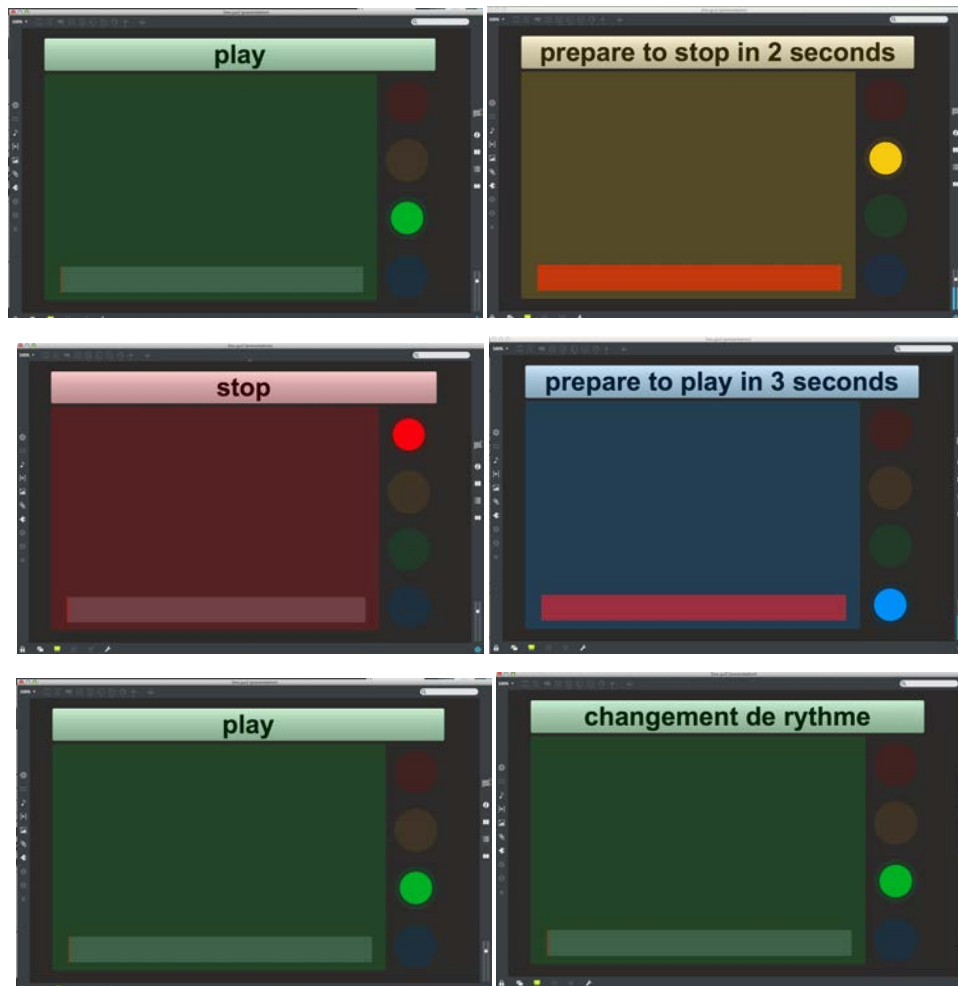 play
prepare to stop in 2 seconds
stop
prepare to play in 3 seconds
play
changement de rythme